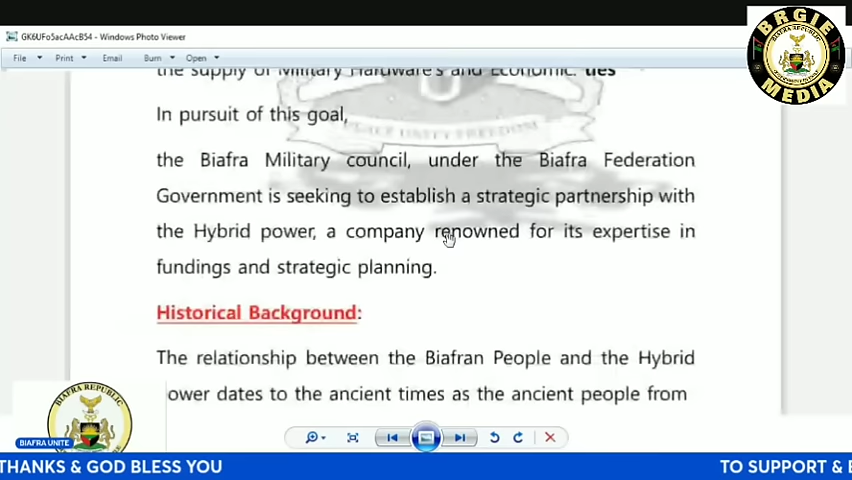 GK6UFo5acAAcB54 - Windows Photo Viewer
File Print Email Burn Open
BRGIE
MEDIA
the supply of Military Hardware's and Economic. ties
PEACE UNITY FREEDOM
In pursuit of this goal,
the Biafra Military council, under the Biafra Federation
Government is seeking to establish a strategic partnership with
the Hybrid power, a company renowned for its expertise in
fundings and strategic planning.
Historical Background:
The relationship between the Biafran People and the Hybrid
power dates to the ancient times as the ancient people from
BIAFRA REPUBLIC
BIAFRA UNITE
THANKS & GOD BLESS YOU
TO SUPPORT &